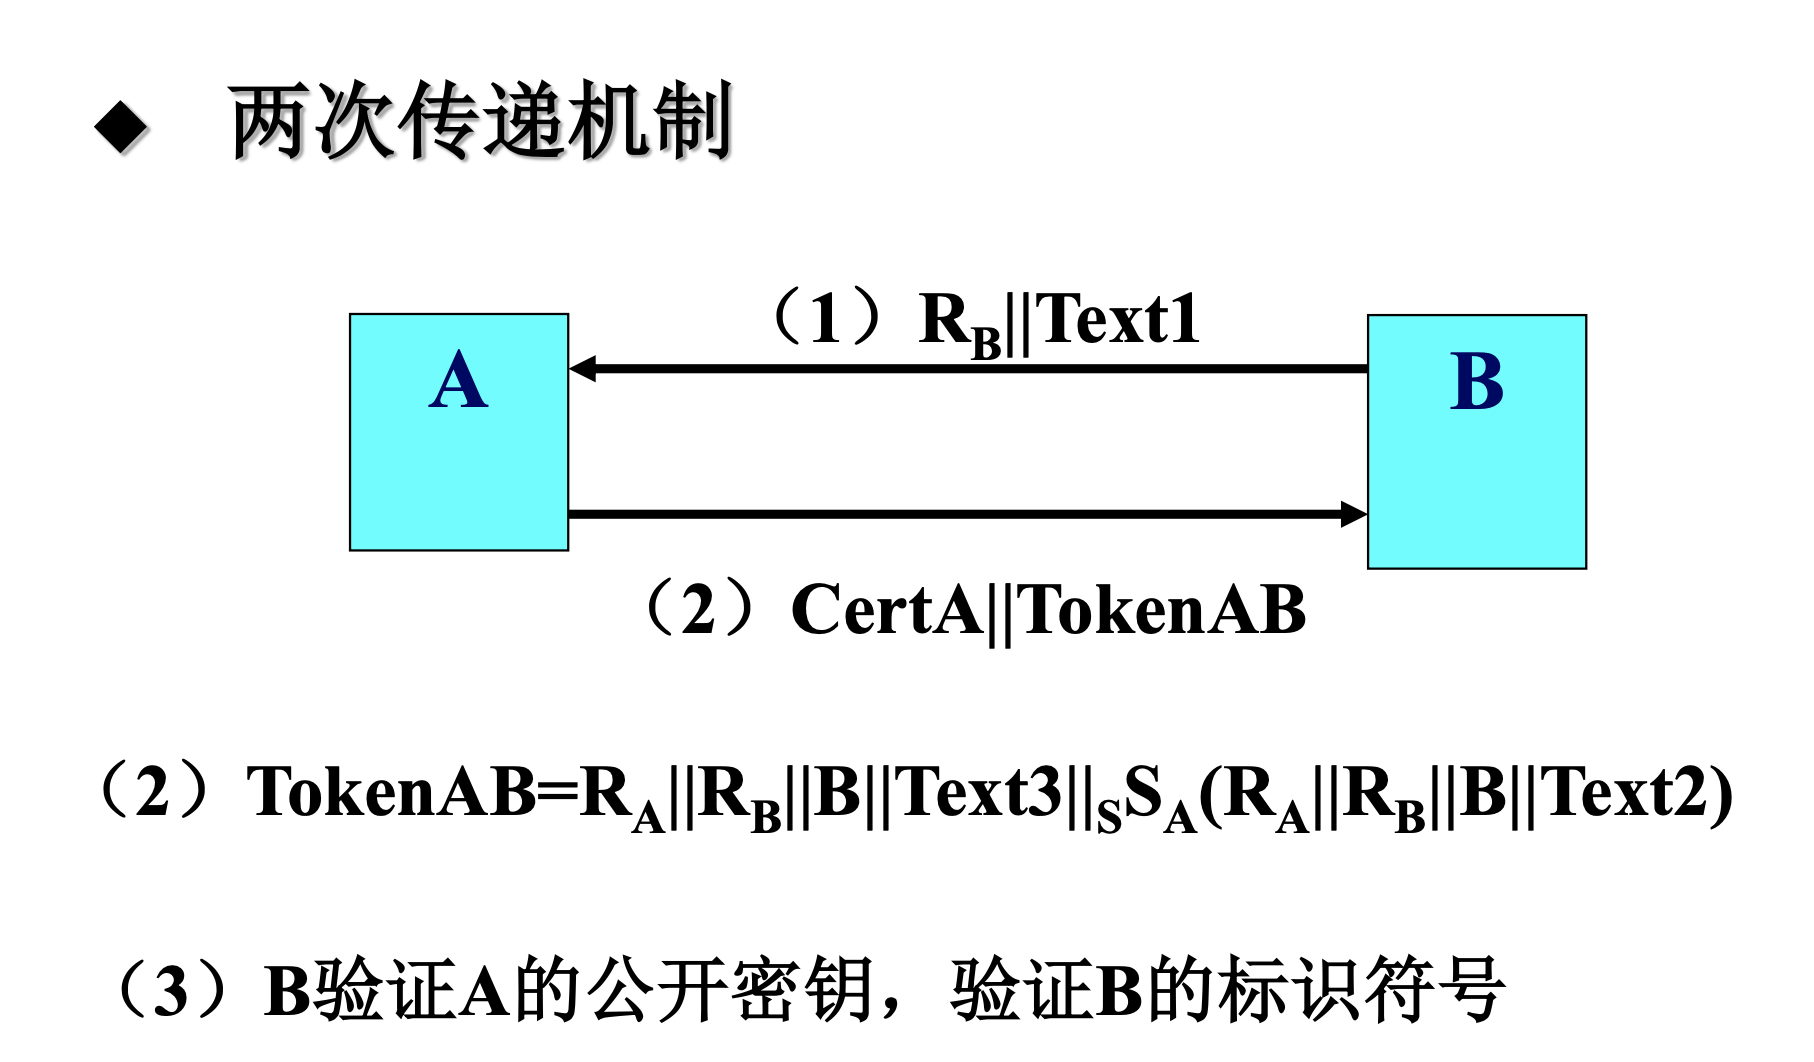 ◆ 两次传递机制
（1）R_B||Text1
A
B
（2）CertA||TokenAB
（2）TokenAB=R_A||R_B||B||Text3||_SS_A(R_A||R_B||B||Text2)
（3）B验证A的公开密钥，验证B的标识符号